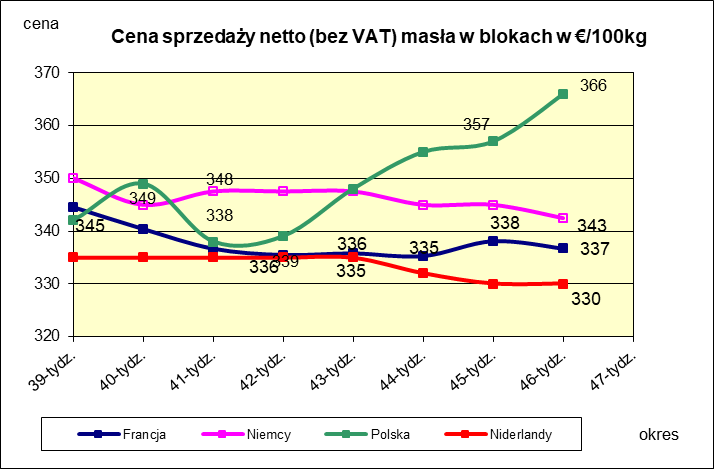 cena
Cena sprzedaży netto (bez VAT) masła w blokach w €/100kg
370
366
360
357
350
349
348
345
338
340
336
339
336
335
335
338
343
337
330
330
320
39-tydz.
40-tydz.
41-tydz.
42-tydz.
43-tydz.
44-tydz.
45-tydz.
46-tydz.
47-tydz.
Francja Niemcy Polska Niderlandy
okres